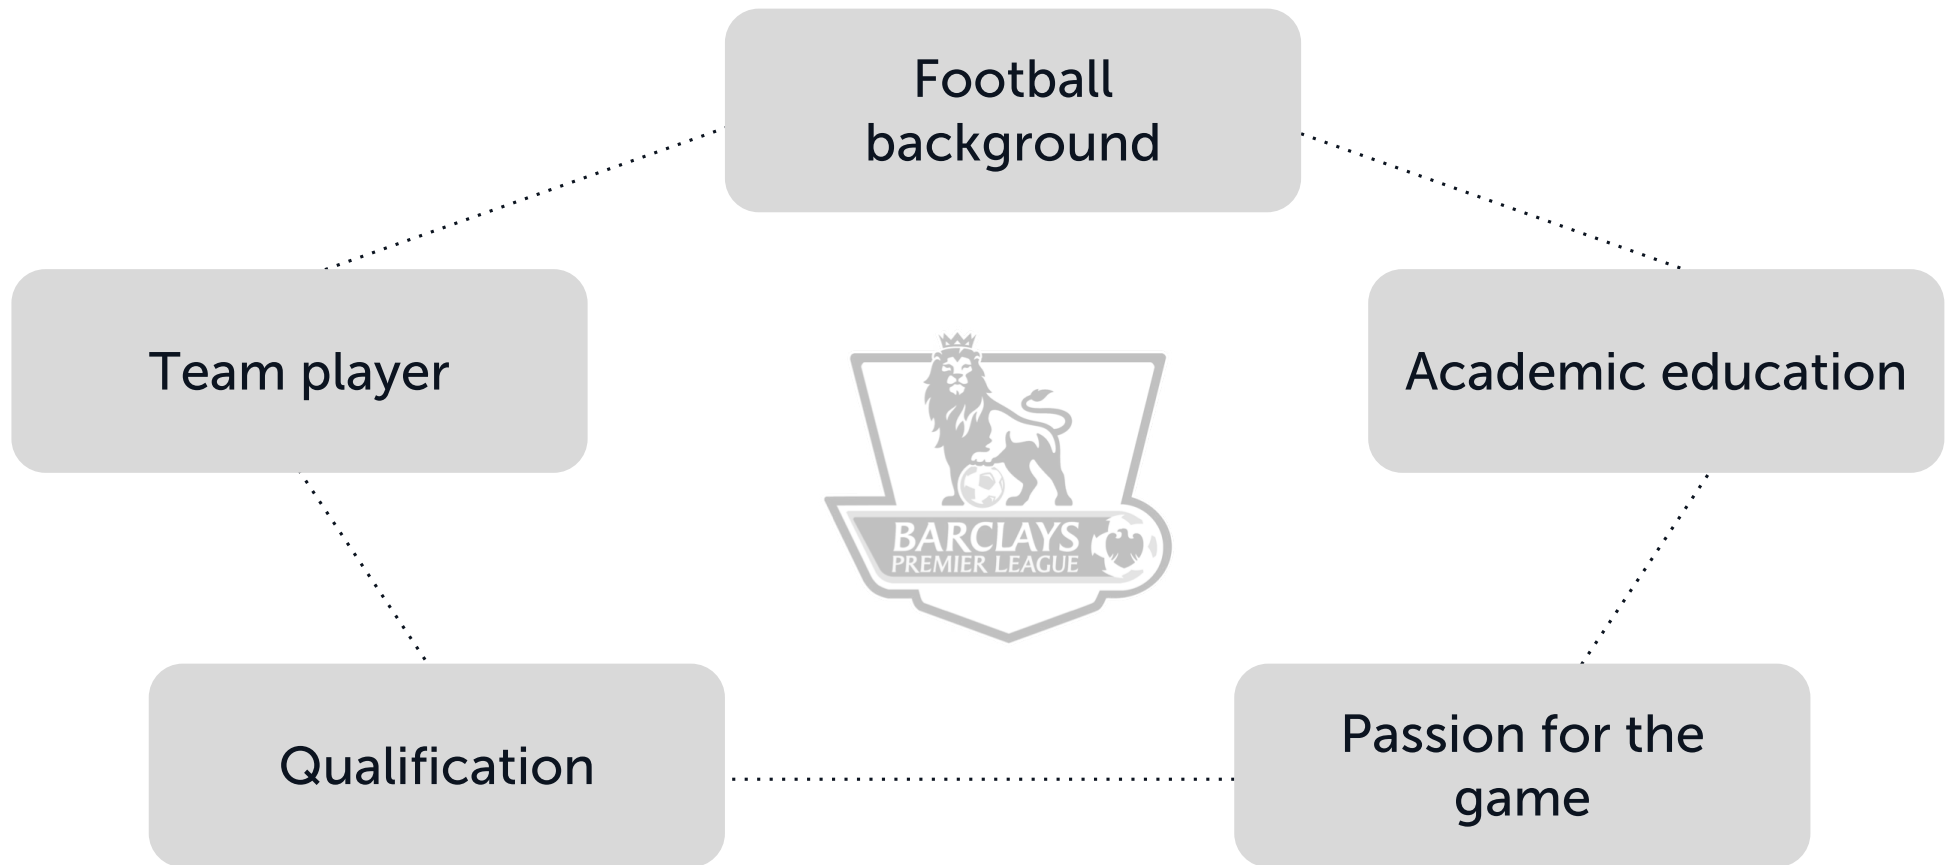 Football
background
Team player
Academic education
BARCLAYS
PREMIER LEAGUE
Qualification
Passion for the
game